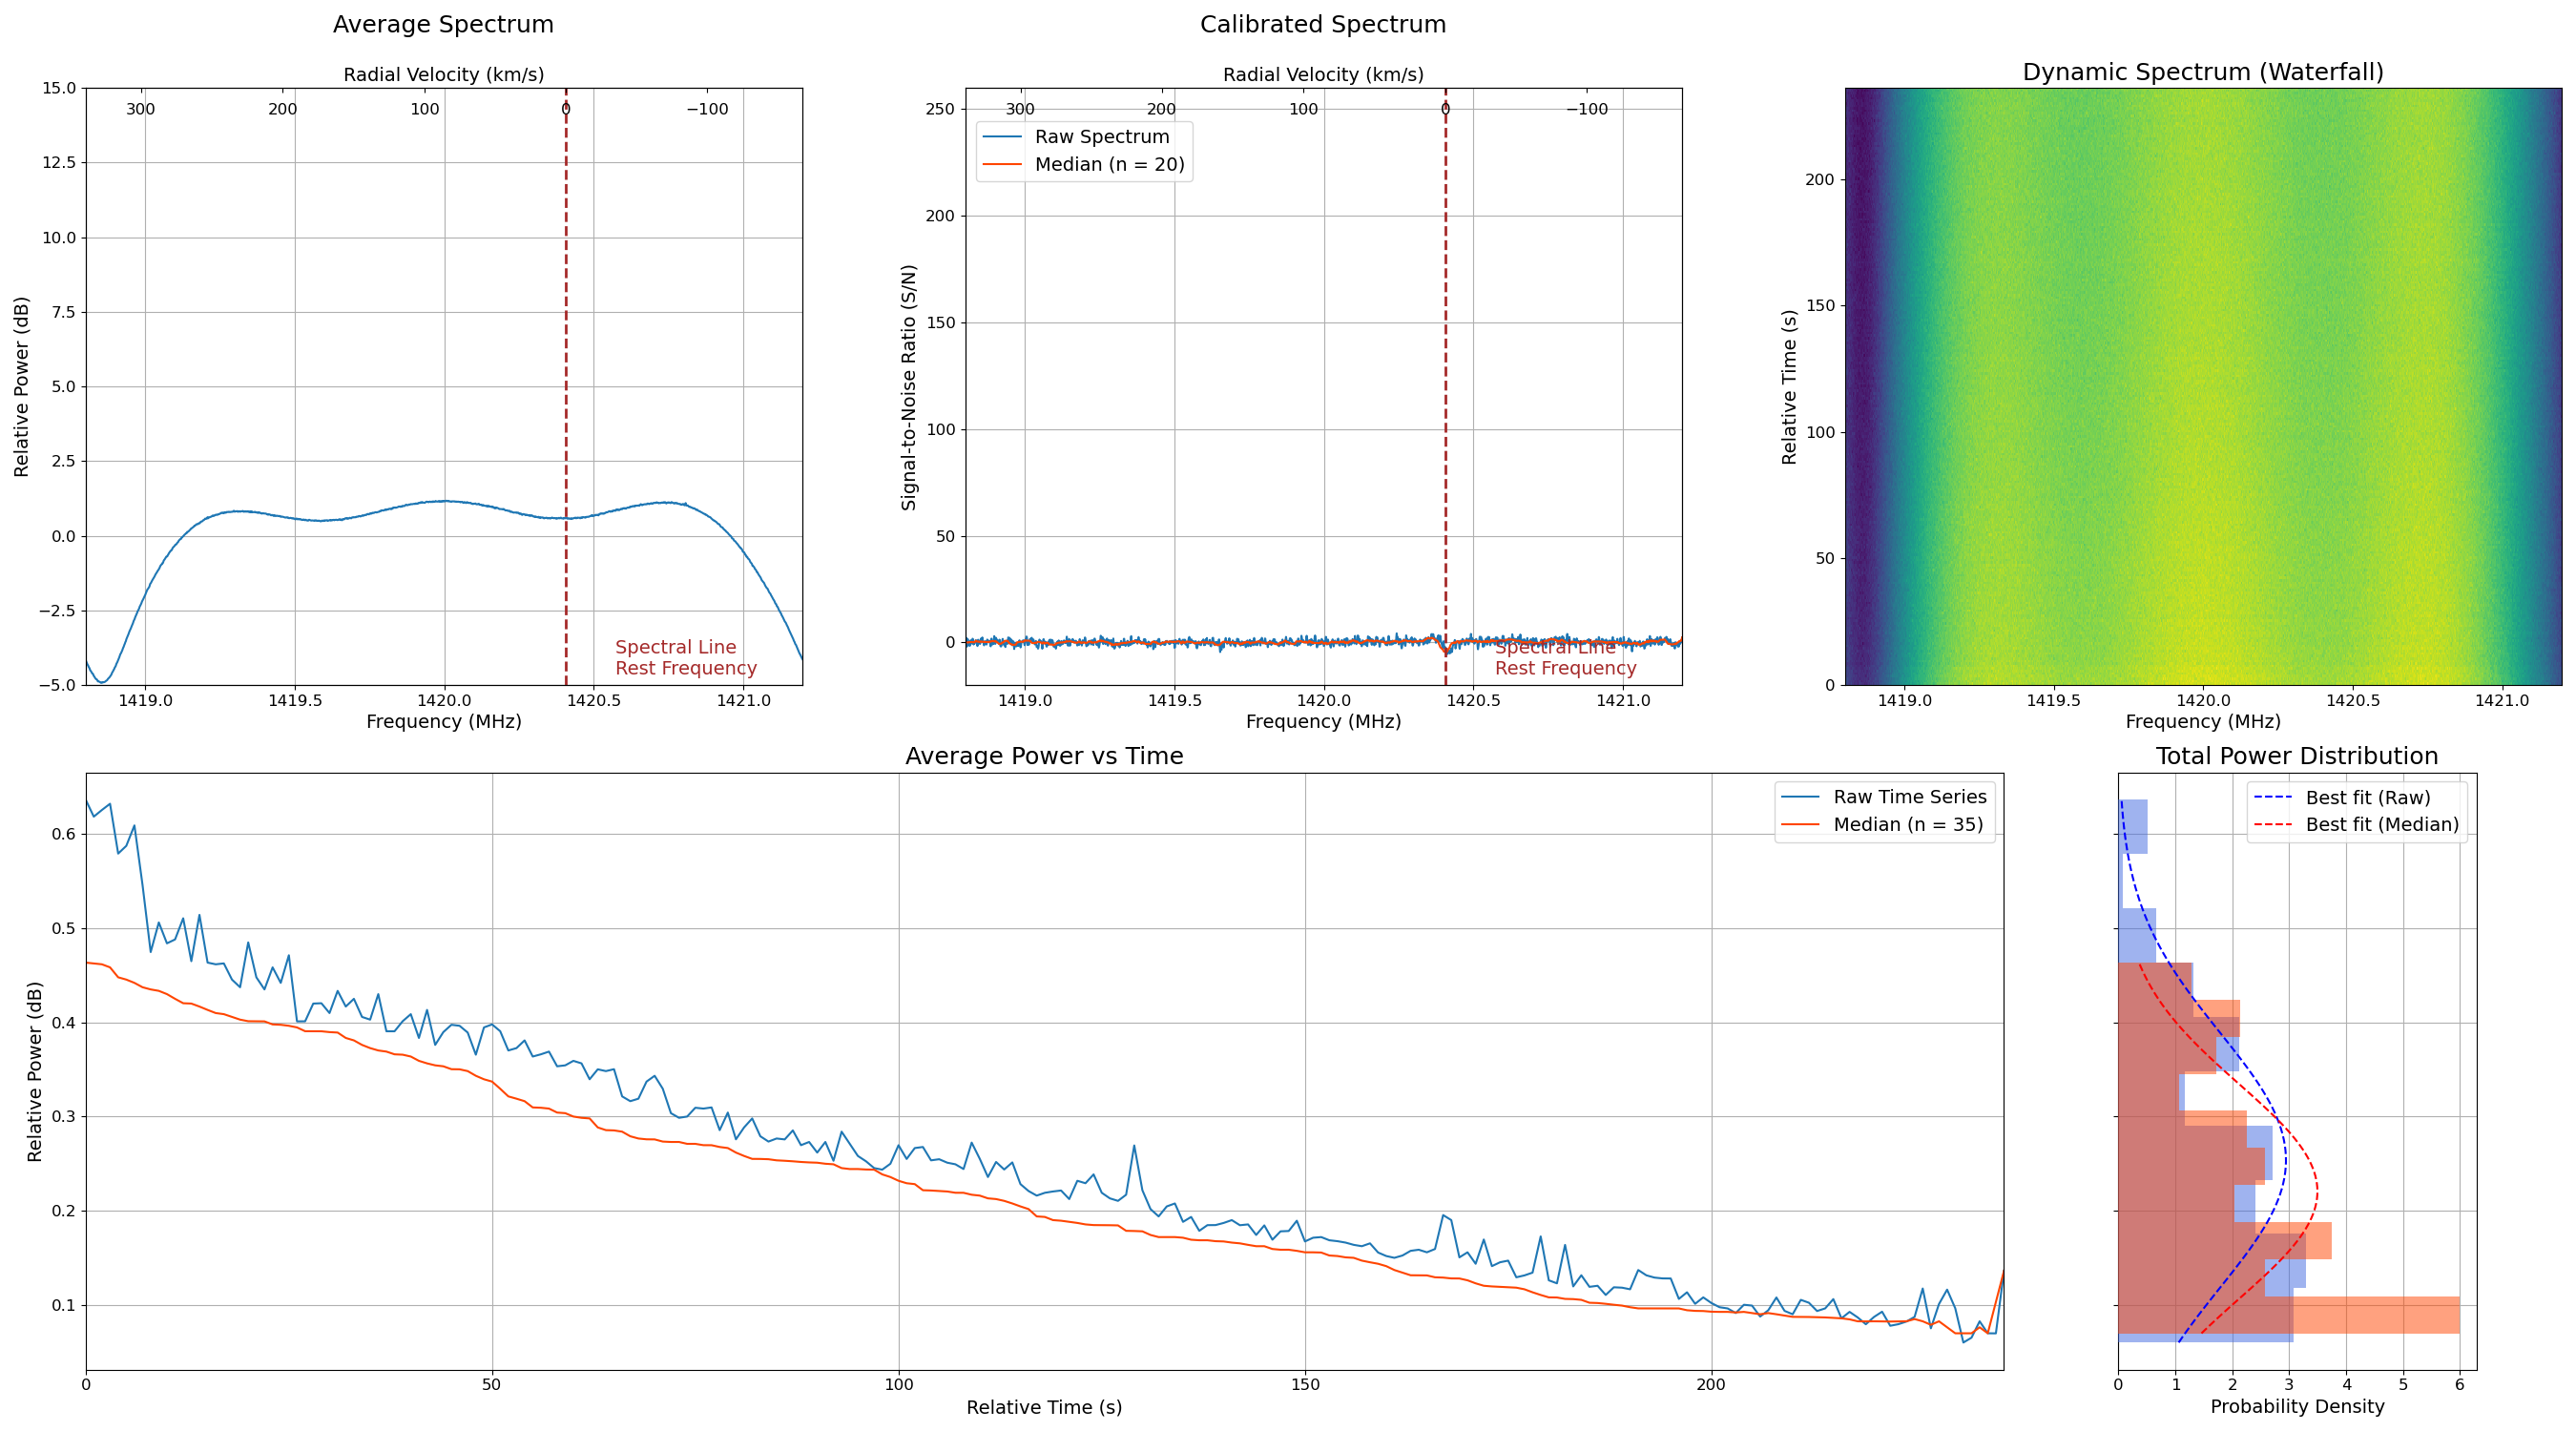 Average Spectrum
Radial Velocity (km/s)
300 200 100 0 −100
15.0
12.5
10.0
7.5
5.0
2.5
0.0
−2.5
−5.0
Relative Power (dB)
Spectral Line
Rest Frequency
1419.0 1419.5 1420.0 1420.5 1421.0
Frequency (MHz)
Calibrated Spectrum
Radial Velocity (km/s)
300 200 100 0 −100
Raw Spectrum
Median (n = 20)
250
200
150
100
50
0
Signal-to-Noise Ratio (S/N)
Spectral Line
Rest Frequency
1419.0 1419.5 1420.0 1420.5 1421.0
Frequency (MHz)
Dynamic Spectrum (Waterfall)
200
150
100
50
0
Relative Time (s)
1419.0 1419.5 1420.0 1420.5 1421.0
Frequency (MHz)
Average Power vs Time
Raw Time Series
Median (n = 35)
0.6
0.5
0.4
0.3
0.2
0.1
Relative Power (dB)
0 50 100 150 200
Relative Time (s)
Total Power Distribution
Best fit (Raw)
Best fit (Median)
0 1 2 3 4 5 6
Probability Density